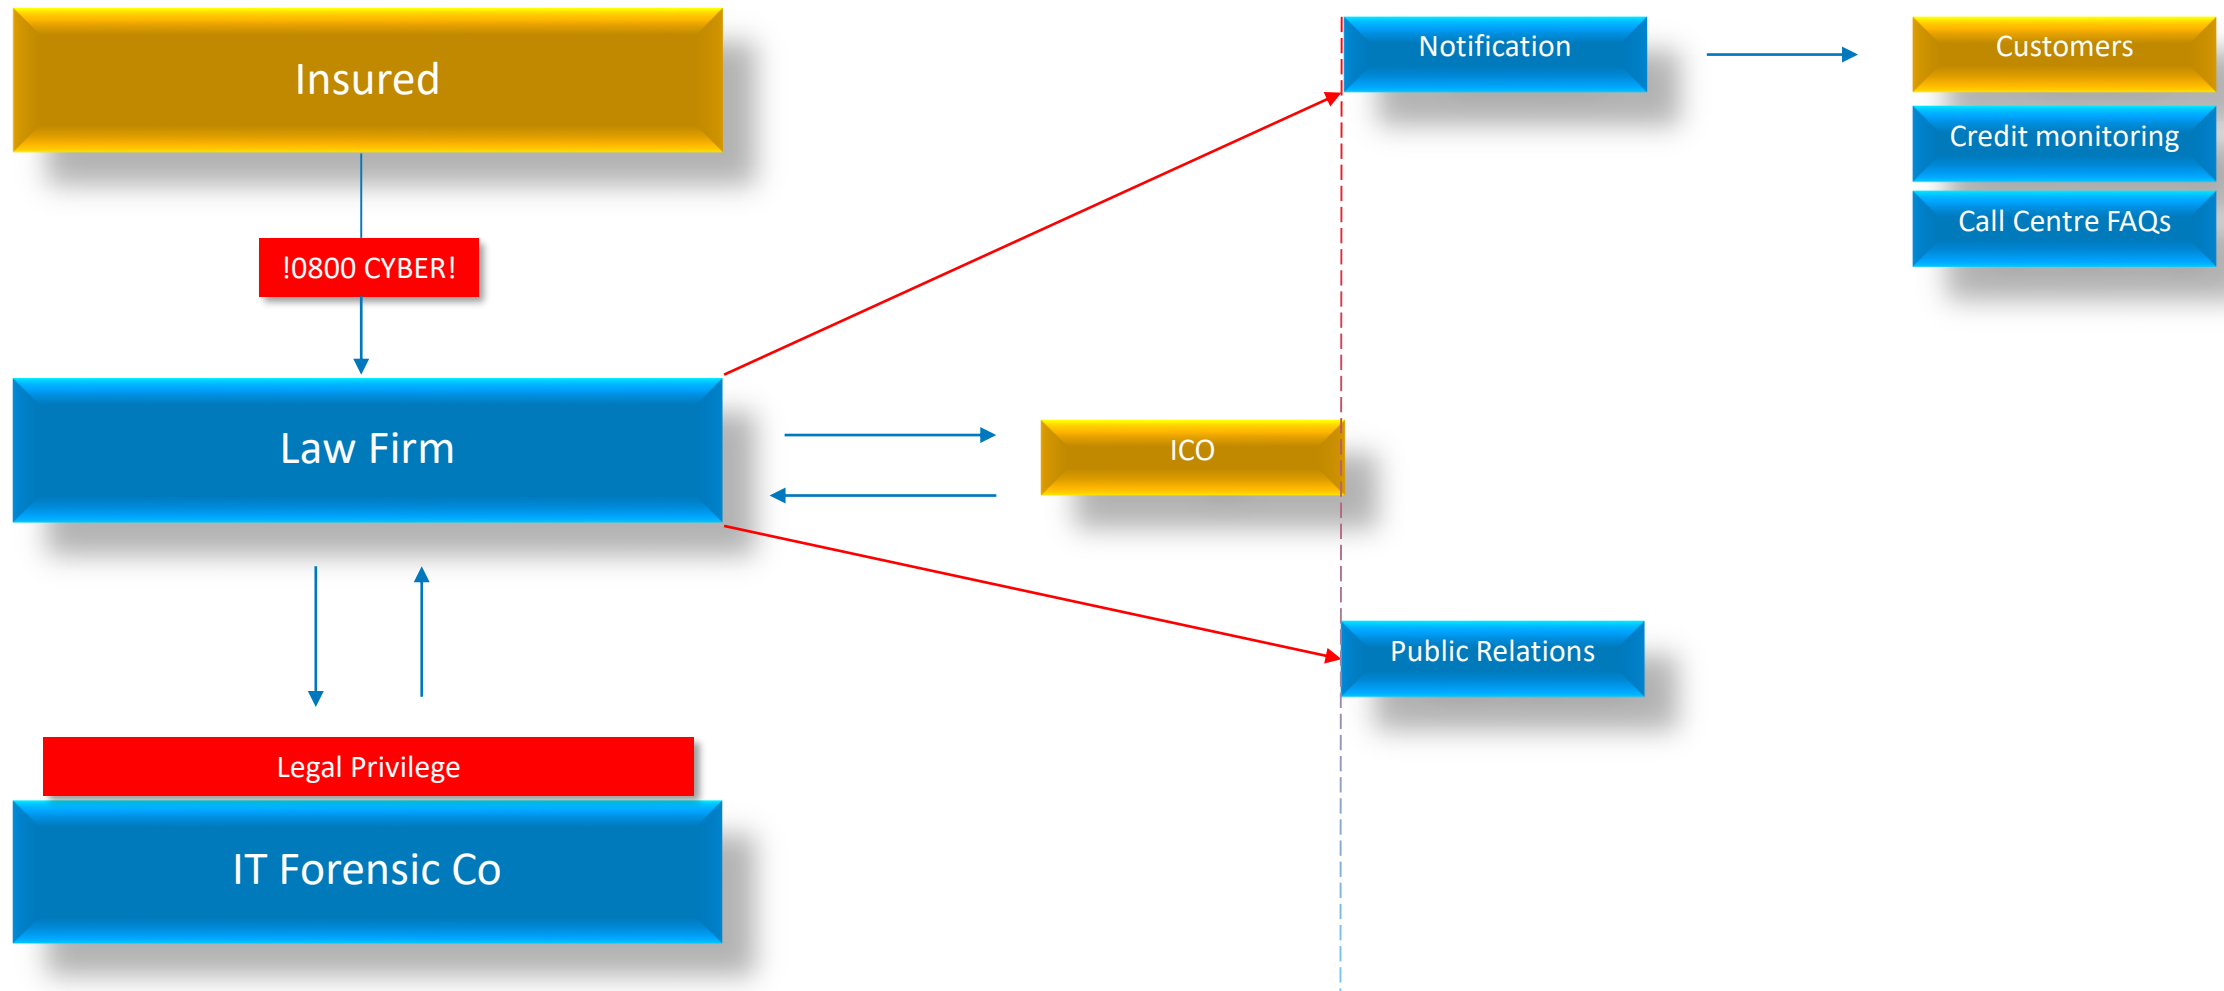 Insured
!0800 CYBER!
Law Firm
Legal Privilege
IT Forensic Co
ICO
Notification
Public Relations
Customers
Credit monitoring
Call Centre FAQs